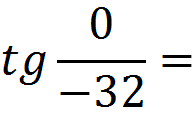 tg 0/-32 =